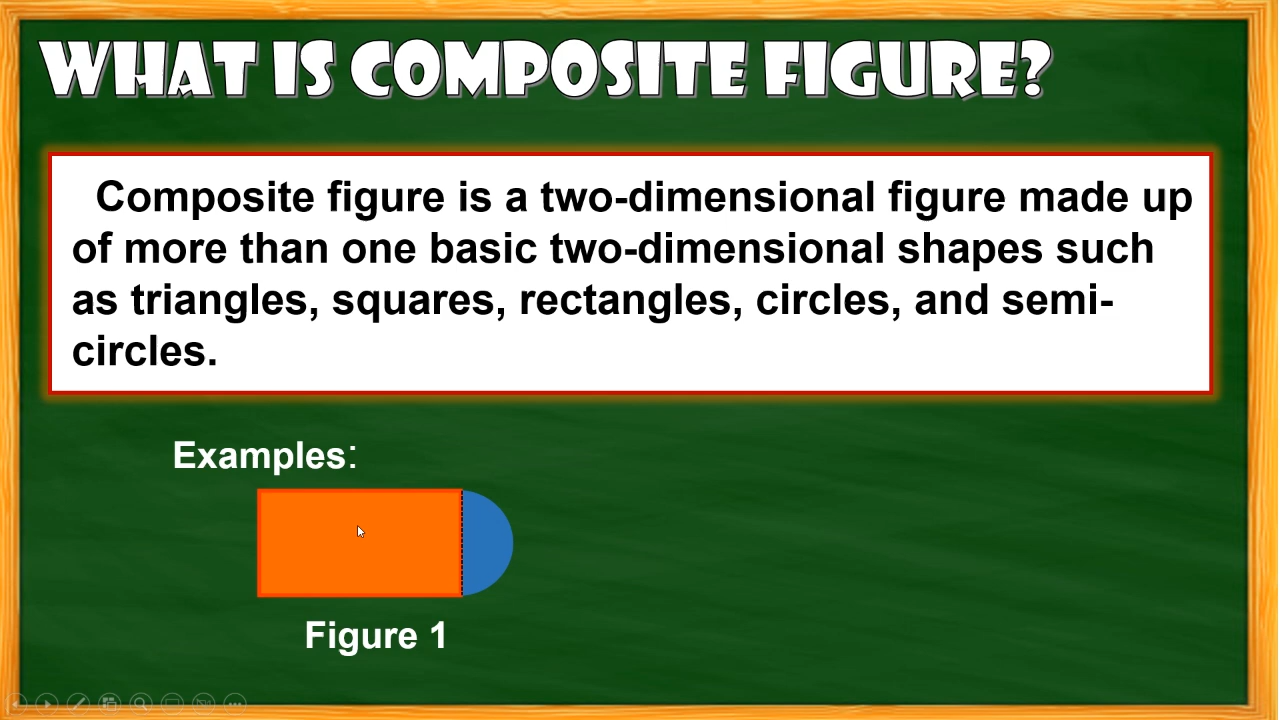 WHAT IS COMPOSITE FIGURE?
Composite figure is a two-dimensional figure made up
of more than one basic two-dimensional shapes such
as triangles, squares, rectangles, circles, and semi-
circles.
Examples:
Figure 1